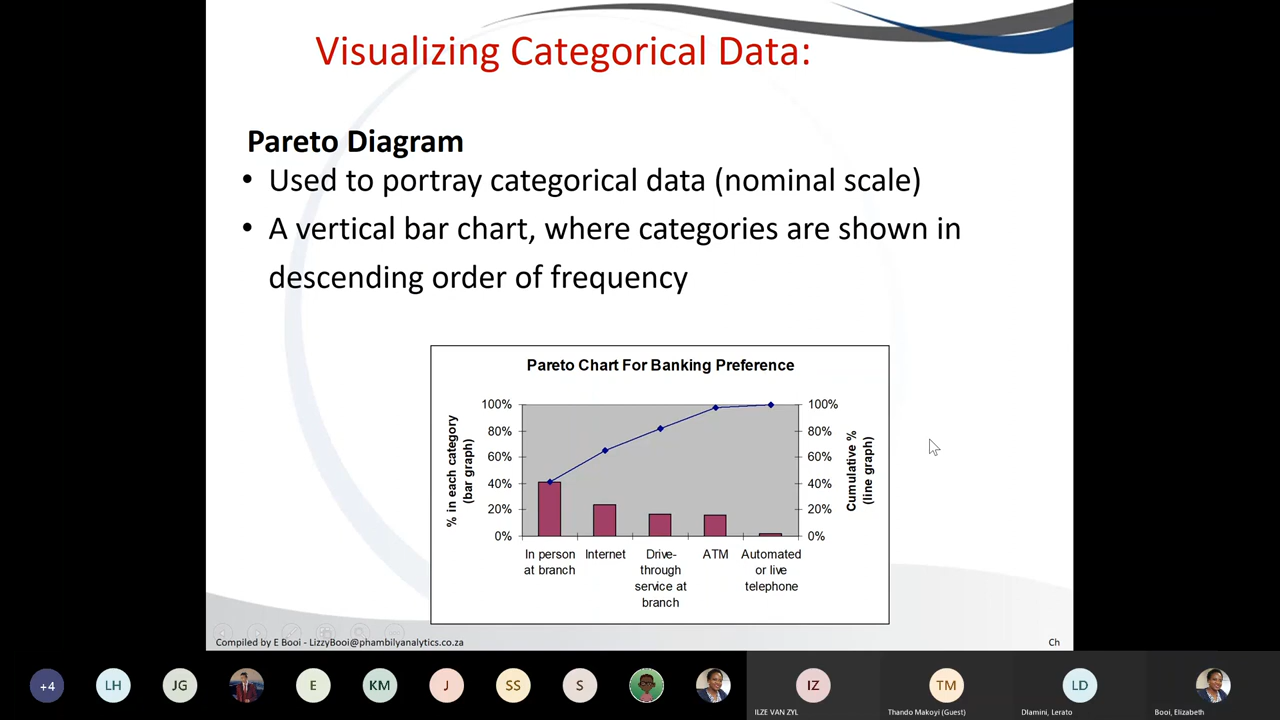 Visualizing Categorical Data:
Pareto Diagram
• Used to portray categorical data (nominal scale)
• A vertical bar chart, where categories are shown in
descending order of frequency
Pareto Chart For Banking Preference
% in each category
(bar graph)
100%
80%
60%
40%
20%
0%
100%
80%
60%
40%
20%
0%
Cumulative %
(line graph)
In person
at branch
Internet
Drive-
through
service at
branch
ATM
Automated
or live
telephone
Compiled by E Booi - LizzyBooi@phambilyanalytics.co.za
Ch
+4
LH
JG
E
KM
J
SS
S
IZ
TM
LD
ILZE VAN ZYL
Thando Makoyi (Guest)
Dlamini, Lerato
Booi, Elizabeth